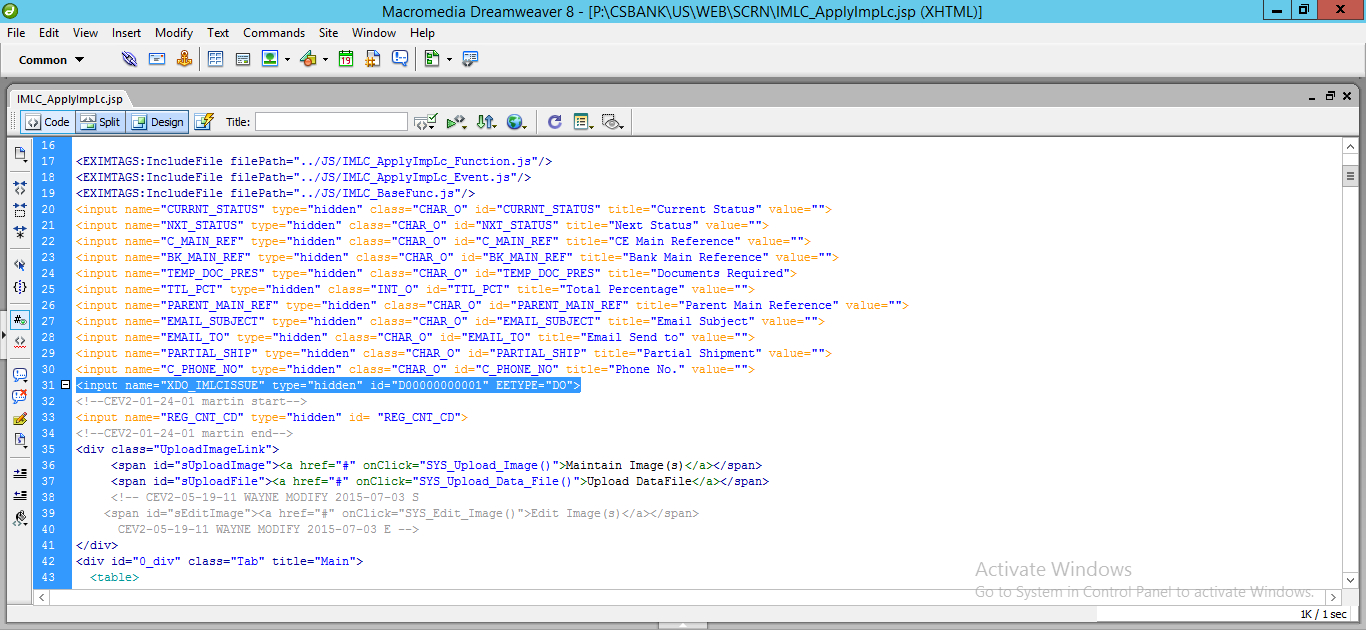 Macromedia Dreamweaver 8 - [P:\CSBANK\US\WEB\SCRN\IMLC_ApplyImpLc.jsp (XHTML)]
File Edit View Insert Modify Text Commands Site Window Help
Common
IMLC_ApplyImpLc.jsp
Code Split Design Title:
16
17 <EXIMTAGS:IncludeFile filePath="../JS/IMLC_ApplyImpLc_Function.js"/>
18 <EXIMTAGS:IncludeFile filePath="../JS/IMLC_ApplyImpLc_Event.js"/>
19 <EXIMTAGS:IncludeFile filePath="../JS/IMLC_BaseFunc.js"/>
20 <input name="CURRNT_STATUS" type="hidden" class="CHAR_O" id="CURRNT_STATUS" title="Current Status" value="">
21 <input name="NXT_STATUS" type="hidden" class="CHAR_O" id="NXT_STATUS" title="Next Status" value="">
22 <input name="C_MAIN_REF" type="hidden" class="CHAR_O" id="C_MAIN_REF" title="CE Main Reference" value="">
23 <input name="BK_MAIN_REF" type="hidden" class="CHAR_O" id="BK_MAIN_REF" title="Bank Main Reference" value="">
24 <input name="TEMP_DOC_PRES" type="hidden" class="CHAR_O" id="TEMP_DOC_PRES" title="Documents Required">
25 <input name="TTL_PCT" type="hidden" class="INT_O" id="TTL_PCT" title="Total Percentage" value="">
26 <input name="PARENT_MAIN_REF" type="hidden" class="CHAR_O" id="PARENT_MAIN_REF" title="Parent Main Reference" value="">
27 <input name="EMAIL_SUBJECT" type="hidden" class="CHAR_O" id="EMAIL_SUBJECT" title="Email Subject" value="">
28 <input name="EMAIL_TO" type="hidden" class="CHAR_O" id="EMAIL_TO" title="Email Send to" value="">
29 <input name="PARTIAL_SHIP" type="hidden" class="CHAR_O" id="PARTIAL_SHIP" title="Partial Shipment" value="">
30 <input name="C_PHONE_NO" type="hidden" class="CHAR_O" id="C_PHONE_NO" title="Phone No." value="">
31 <input name="XDO_IMLCISSUE" type="hidden" id="D00000000001" EETYPE="DO">
32 <!--CEV2-01-24-01 martin start-->
33 <input name="REG_CNT_CD" type="hidden" id= "REG_CNT_CD">
34 <!--CEV2-01-24-01 martin end-->
35 <div class="UploadImageLink">
36 <span id="sUploadImage"><a href="#" onClick="SYS_Upload_Image()">Maintain Image(s)</a></span>
37 <span id="sUploadFile"><a href="#" onClick="SYS_Upload_Data_File()">Upload DataFile</a></span>
38 <!-- CEV2-05-19-11 WAYNE MODIFY 2015-07-03 S
39 <span id="sEditImage"><a href="#" onClick="SYS_Edit_Image()">Edit Image(s)</a></span>
40 CEV2-05-19-11 WAYNE MODIFY 2015-07-03 E -->
41 </div>
42 <div id="0_div" class="Tab" title="Main">
43 <table>
Activate Windows
Go to System in Control Panel to activate Windows.
1K / 1 sec